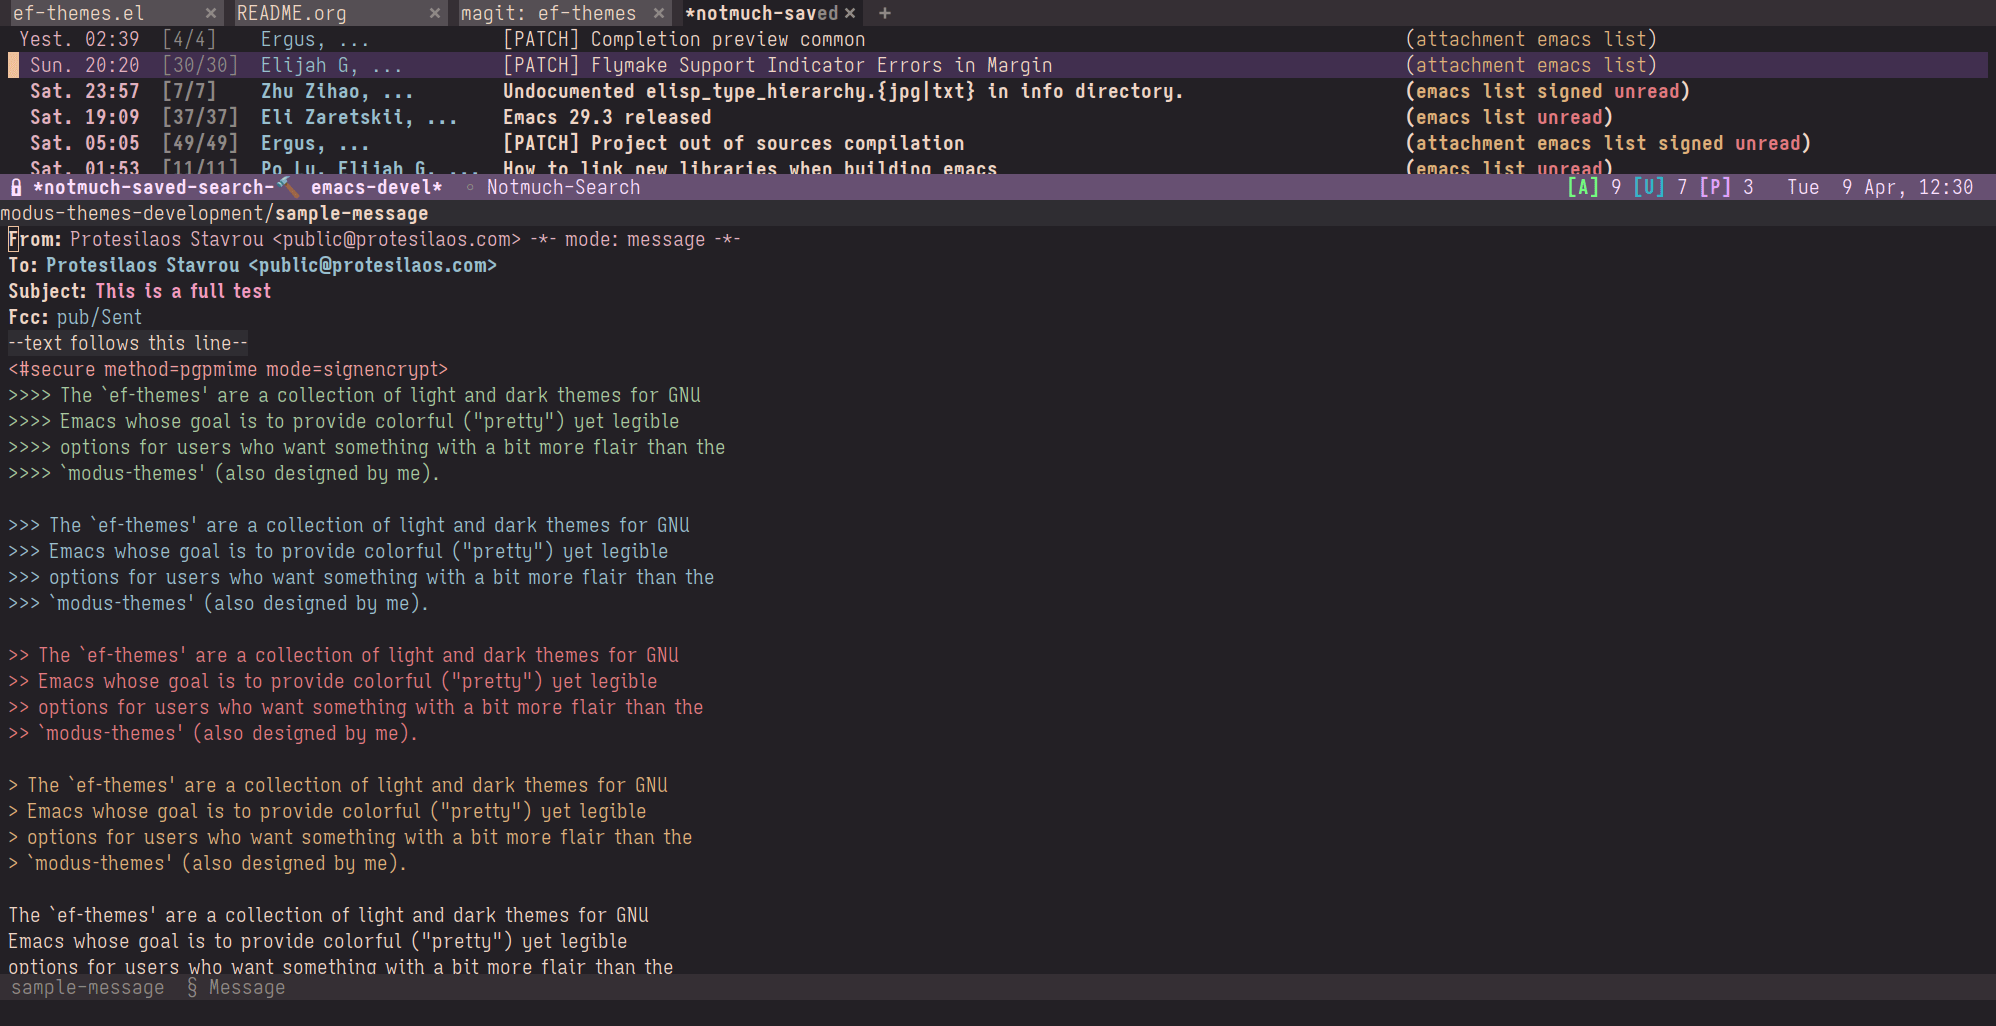 ef-themes.el × README.org × magit: ef-themes × *notmuch-saved × +
Yest. 02:39 [4/4] Ergus, ... [PATCH] Completion preview common (attachment emacs list)
Sun. 20:20 [30/30] Elijah G, ... [PATCH] Flymake Support Indicator Errors in Margin (attachment emacs list)
Sat. 23:57 [7/7] Zhu Zihao, ... Undocumented elisp_type_hierarchy.{jpg|txt} in info directory. (emacs list signed unread)
Sat. 19:09 [37/37] Eli Zaretskii, ... Emacs 29.3 released (emacs list unread)
Sat. 05:05 [49/49] Ergus, ... [PATCH] Project out of sources compilation (attachment emacs list signed unread)
Sat. 01:53 [11/11] Po Lu, Elijah G, ... How to link new libraries when building emacs (emacs list unread)
*notmuch-saved-search-🔨 emacs-devel* ◦ Notmuch-Search [A] 9 [U] 7 [P] 3 Tue 9 Apr, 12:30
modus-themes-development/sample-message
From: Protesilaos Stavrou <public@protesilaos.com> -*- mode: message -*-
To: Protesilaos Stavrou <public@protesilaos.com>
Subject: This is a full test
Fcc: pub/Sent
--text follows this line--
<#secure method=pgpmime mode=signencrypt>
>>>> The `ef-themes' are a collection of light and dark themes for GNU
>>>> Emacs whose goal is to provide colorful ("pretty") yet legible
>>>> options for users who want something with a bit more flair than the
>>>> `modus-themes' (also designed by me).
>>> The `ef-themes' are a collection of light and dark themes for GNU
>>> Emacs whose goal is to provide colorful ("pretty") yet legible
>>> options for users who want something with a bit more flair than the
>>> `modus-themes' (also designed by me).
>> The `ef-themes' are a collection of light and dark themes for GNU
>> Emacs whose goal is to provide colorful ("pretty") yet legible
>> options for users who want something with a bit more flair than the
>> `modus-themes' (also designed by me).
> The `ef-themes' are a collection of light and dark themes for GNU
> Emacs whose goal is to provide colorful ("pretty") yet legible
> options for users who want something with a bit more flair than the
> `modus-themes' (also designed by me).
The `ef-themes' are a collection of light and dark themes for GNU
Emacs whose goal is to provide colorful ("pretty") yet legible
options for users who want something with a bit more flair than the
sample-message § Message